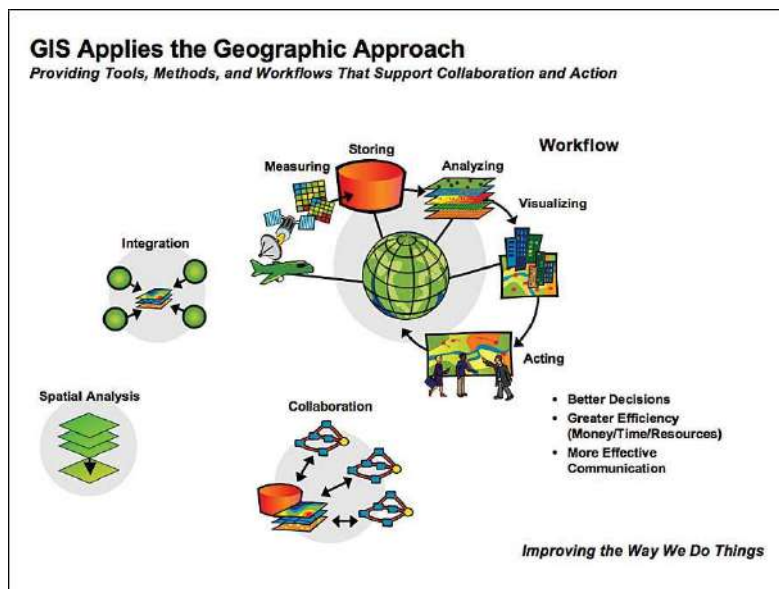 GIS Applies the Geographic Approach
Providing Tools, Methods, and Workflows That Support Collaboration and Action
Workflow
Storing
Measuring
Analyzing
Visualizing
Integration
Acting
Spatial Analysis
Collaboration
• Better Decisions
• Greater Efficiency
(Money/Time/Resources)
• More Effective
Communication
Improving the Way We Do Things